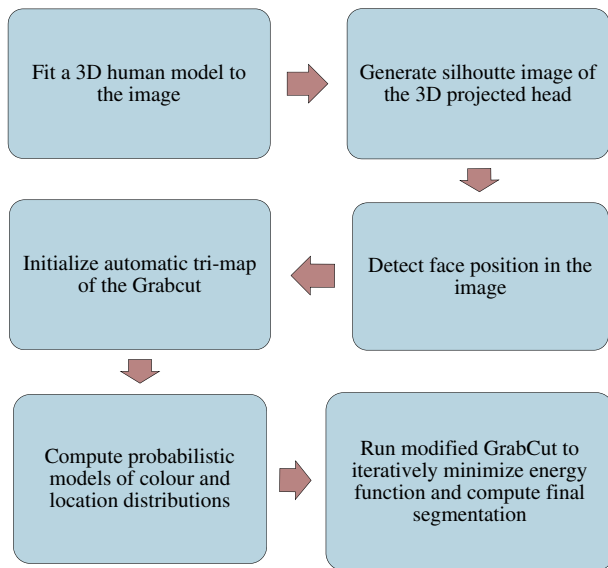 Fit a 3D human model to
the image
Generate silhoutte image of
the 3D projected head
Detect face position in the
image
Initialize automatic tri-map
of the Grabcut
Compute probabilistic
models of colour and
location distributions
Run modified GrabCut to
iteratively minimize energy
function and compute final
segmentation